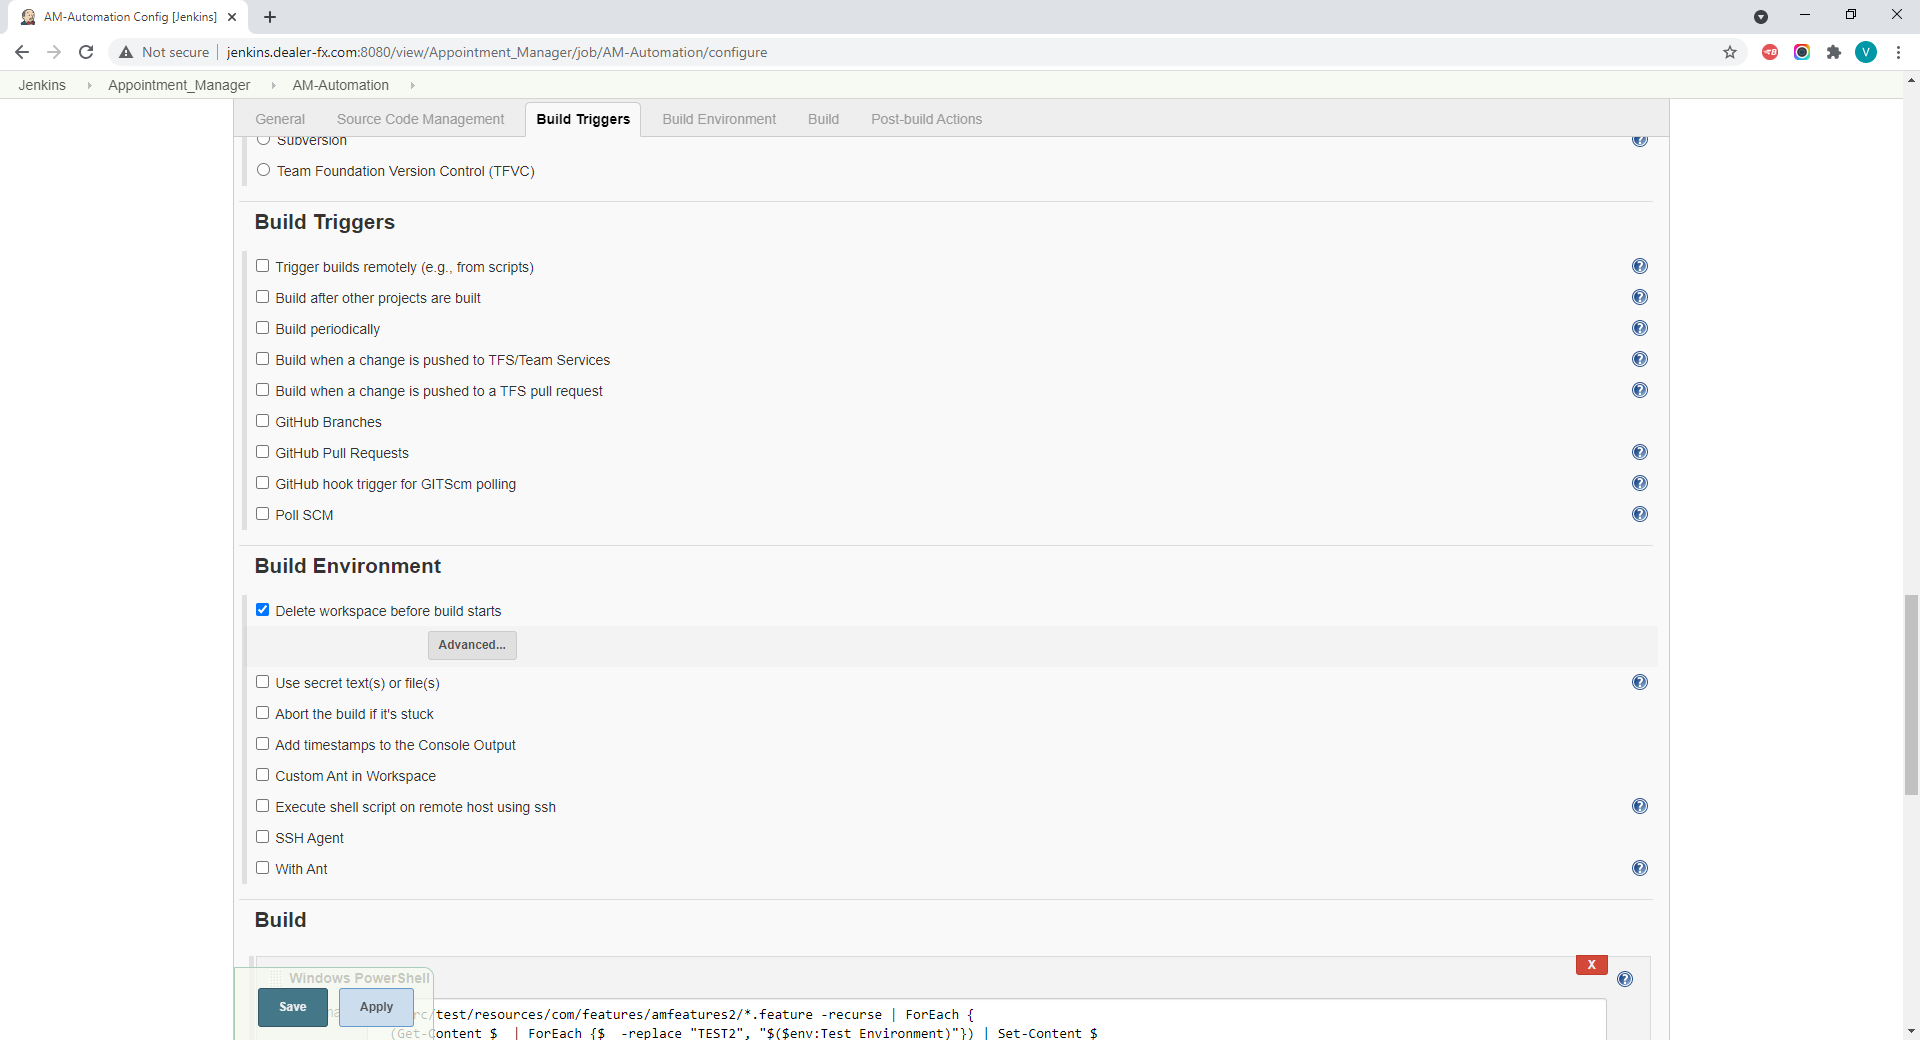 AM-Automation Config [Jenkins]
Not secure
jenkins.dealer-fx.com:8080/view/Appointment_Manager/job/AM-Automation/configure
V
Jenkins Appointment_Manager AM-Automation
General Source Code Management Build Triggers Build Environment Build Post-build Actions
Subversion
Team Foundation Version Control (TFVC)
Build Triggers
Trigger builds remotely (e.g., from scripts)
Build after other projects are built
Build periodically
Build when a change is pushed to TFS/Team Services
Build when a change is pushed to a TFS pull request
GitHub Branches
GitHub Pull Requests
GitHub hook trigger for GITScm polling
Poll SCM
Build Environment
Delete workspace before build starts
Advanced...
Use secret text(s) or file(s)
Abort the build if it's stuck
Add timestamps to the Console Output
Custom Ant in Workspace
Execute shell script on remote host using ssh
SSH Agent
With Ant
Build
X
Windows PowerShell
Save Apply
/test/resources/com/features/amfeatures2/*.feature -recurse | ForEach {
(Get-Content $ | ForEach {$ -replace "TEST2", "$($env:Test Environment)"}) | Set-Content $